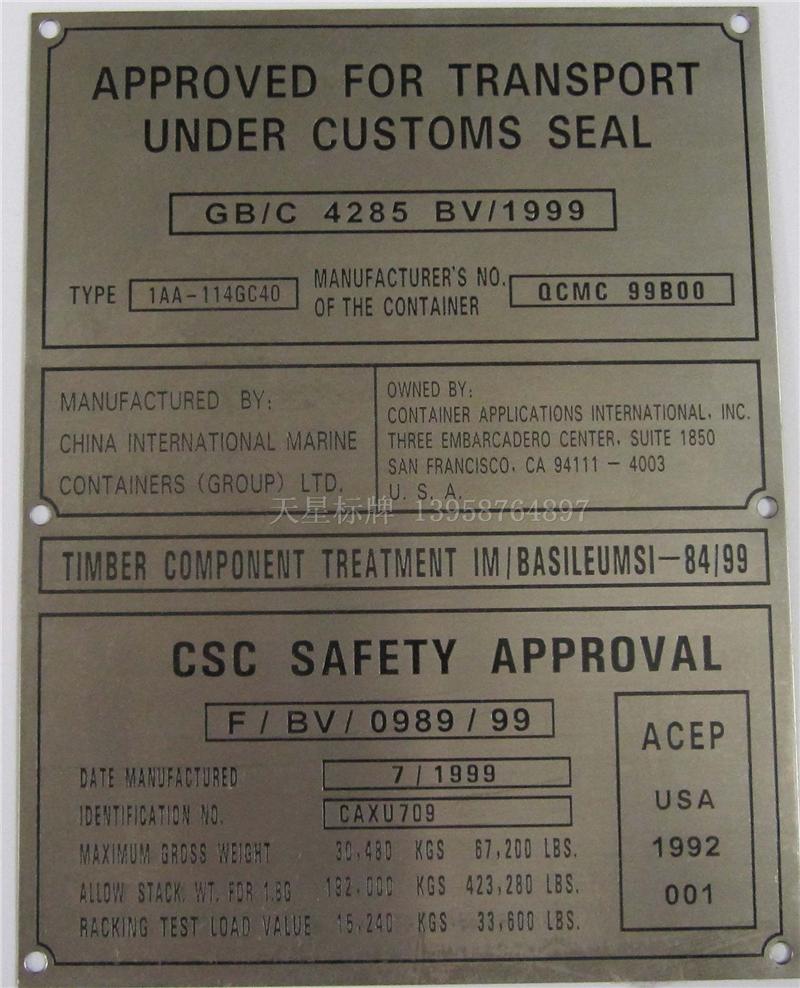 APPROVED FOR TRANSPORT
UNDER CUSTOMS SEAL
GB/C 4285 BV/1999
TYPE 1AA-114GC40 MANUFACTURER'S NO. OF THE CONTAINER QCMC 99B00
MANUFACTURED BY:
CHINA INTERNATIONAL MARINE
CONTAINERS (GROUP) LTD.
OWNED BY:
CONTAINER APPLICATIONS INTERNATIONAL, INC.
THREE EMBARCADERO CENTER, SUITE 1850
SAN FRANCISCO, CA 94111 - 4003
U. S. A.
天星标牌 13958764897
TIMBER COMPONENT TREATMENT IM/BASILEUMSI-84/99
CSC SAFETY APPROVAL
F / BV / 0989 / 99
DATE MANUFACTURED 7 / 1999
IDENTIFICATION NO. CAXU709
MAXIMUM GROSS WEIGHT 30,480 KGS 67,200 LBS.
ALLOW STACK. WT. FOR 1.8G 192,000 KGS 423,280 LBS.
RACKING TEST LOAD VALUE 15,240 KGS 33,600 LBS.
ACEP
USA
1992
001